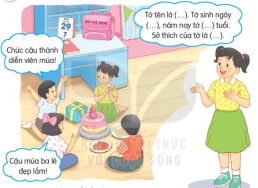 Tớ tên là (...). Tớ sinh ngày
(...), năm nay tớ (...) tuổi.
Sở thích của tớ là (...).
29
7
Chúc cậu thành
diễn viên múa!
Cậu múa ba lê
đẹp lắm!